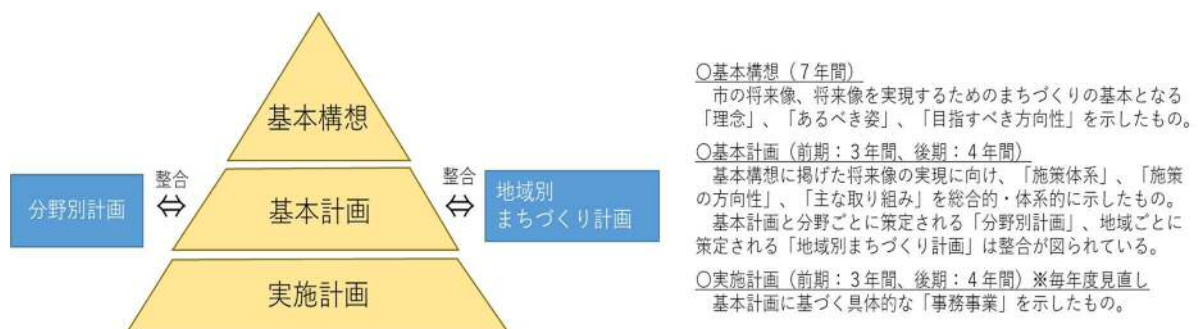 基本構想
分野別計画
整合
⇔
基本計画
整合
⇔
地域別
まちづくり計画
実施計画
〇基本構想(7年間)
市の将来像、将来像を実現するためのまちづくりの基本となる
「理念」、「あるべき姿」、「目指すべき方向性」を示したもの。
〇基本計画(前期:3年間、後期:4年間)
基本構想に掲げた将来像の実現に向け、「施策体系」、「施策
の方向性」、「主な取り組み」を総合的・体系的に示したもの。
基本計画と分野ごとに策定される「分野別計画」、地域ごとに
策定される「地域別まちづくり計画」は整合が図られている。
〇実施計画(前期:3年間、後期:4年間)※毎年度見直し
基本計画に基づく具体的な「事務事業」を示したもの。